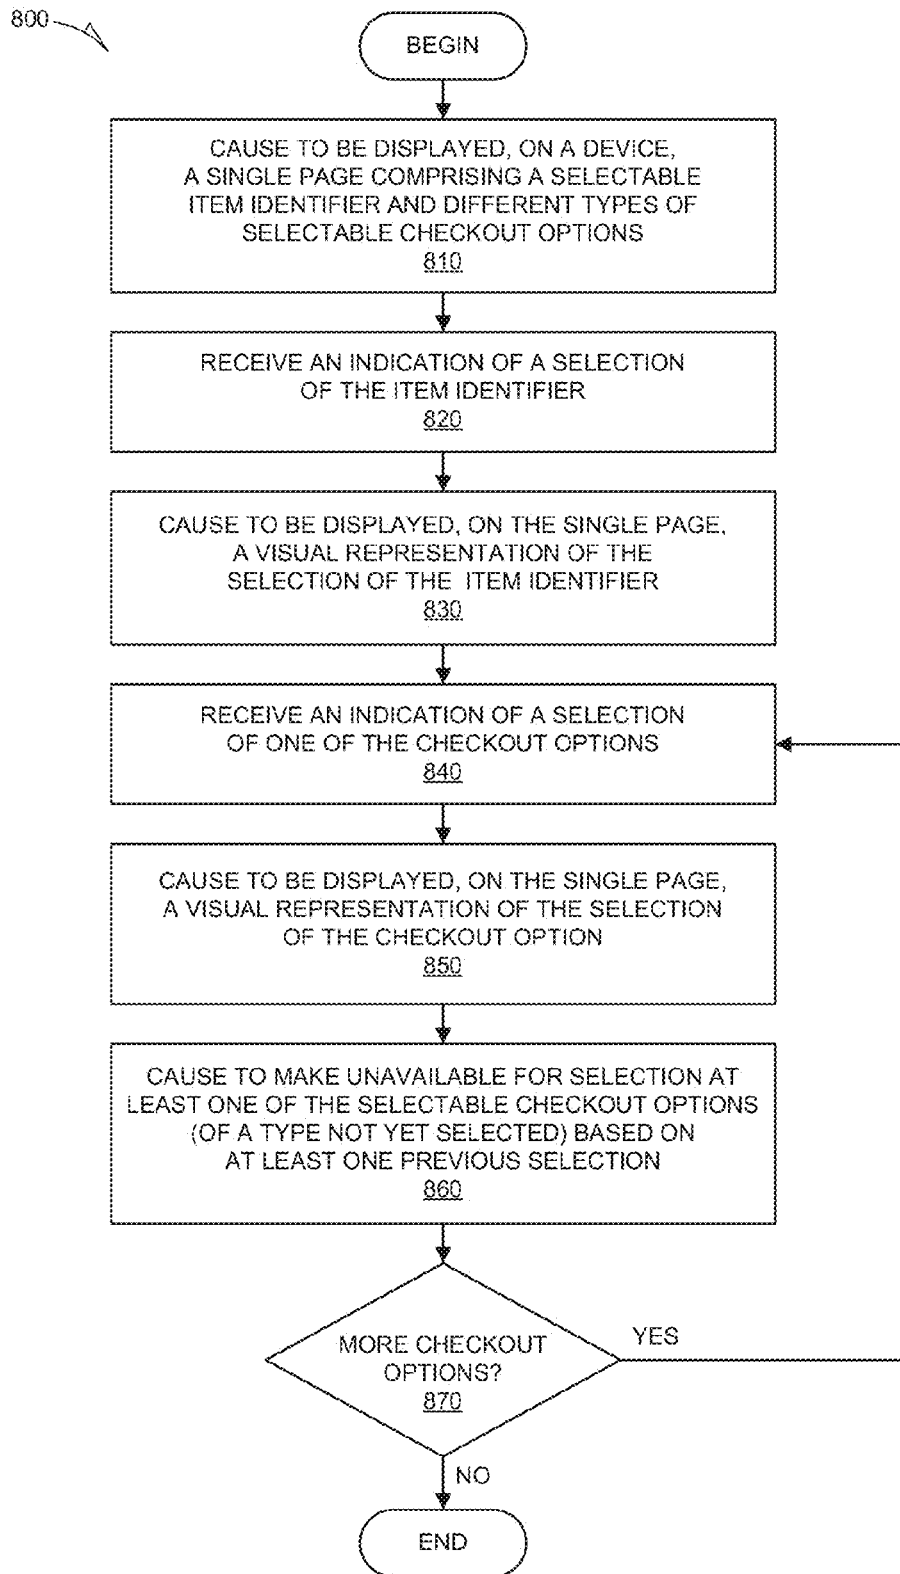 800
BEGIN
CAUSE TO BE DISPLAYED, ON A DEVICE,
A SINGLE PAGE COMPRISING A SELECTABLE
ITEM IDENTIFIER AND DIFFERENT TYPES OF
SELECTABLE CHECKOUT OPTIONS
810
RECEIVE AN INDICATION OF A SELECTION
OF THE ITEM IDENTIFIER
820
CAUSE TO BE DISPLAYED, ON THE SINGLE PAGE,
A VISUAL REPRESENTATION OF THE
SELECTION OF THE ITEM IDENTIFIER
830
RECEIVE AN INDICATION OF A SELECTION
OF ONE OF THE CHECKOUT OPTIONS
840
CAUSE TO BE DISPLAYED, ON THE SINGLE PAGE,
A VISUAL REPRESENTATION OF THE SELECTION
OF THE CHECKOUT OPTION
850
CAUSE TO MAKE UNAVAILABLE FOR SELECTION AT
LEAST ONE OF THE SELECTABLE CHECKOUT OPTIONS
(OF A TYPE NOT YET SELECTED) BASED ON
AT LEAST ONE PREVIOUS SELECTION
860
MORE CHECKOUT
OPTIONS?
870
YES
NO
END